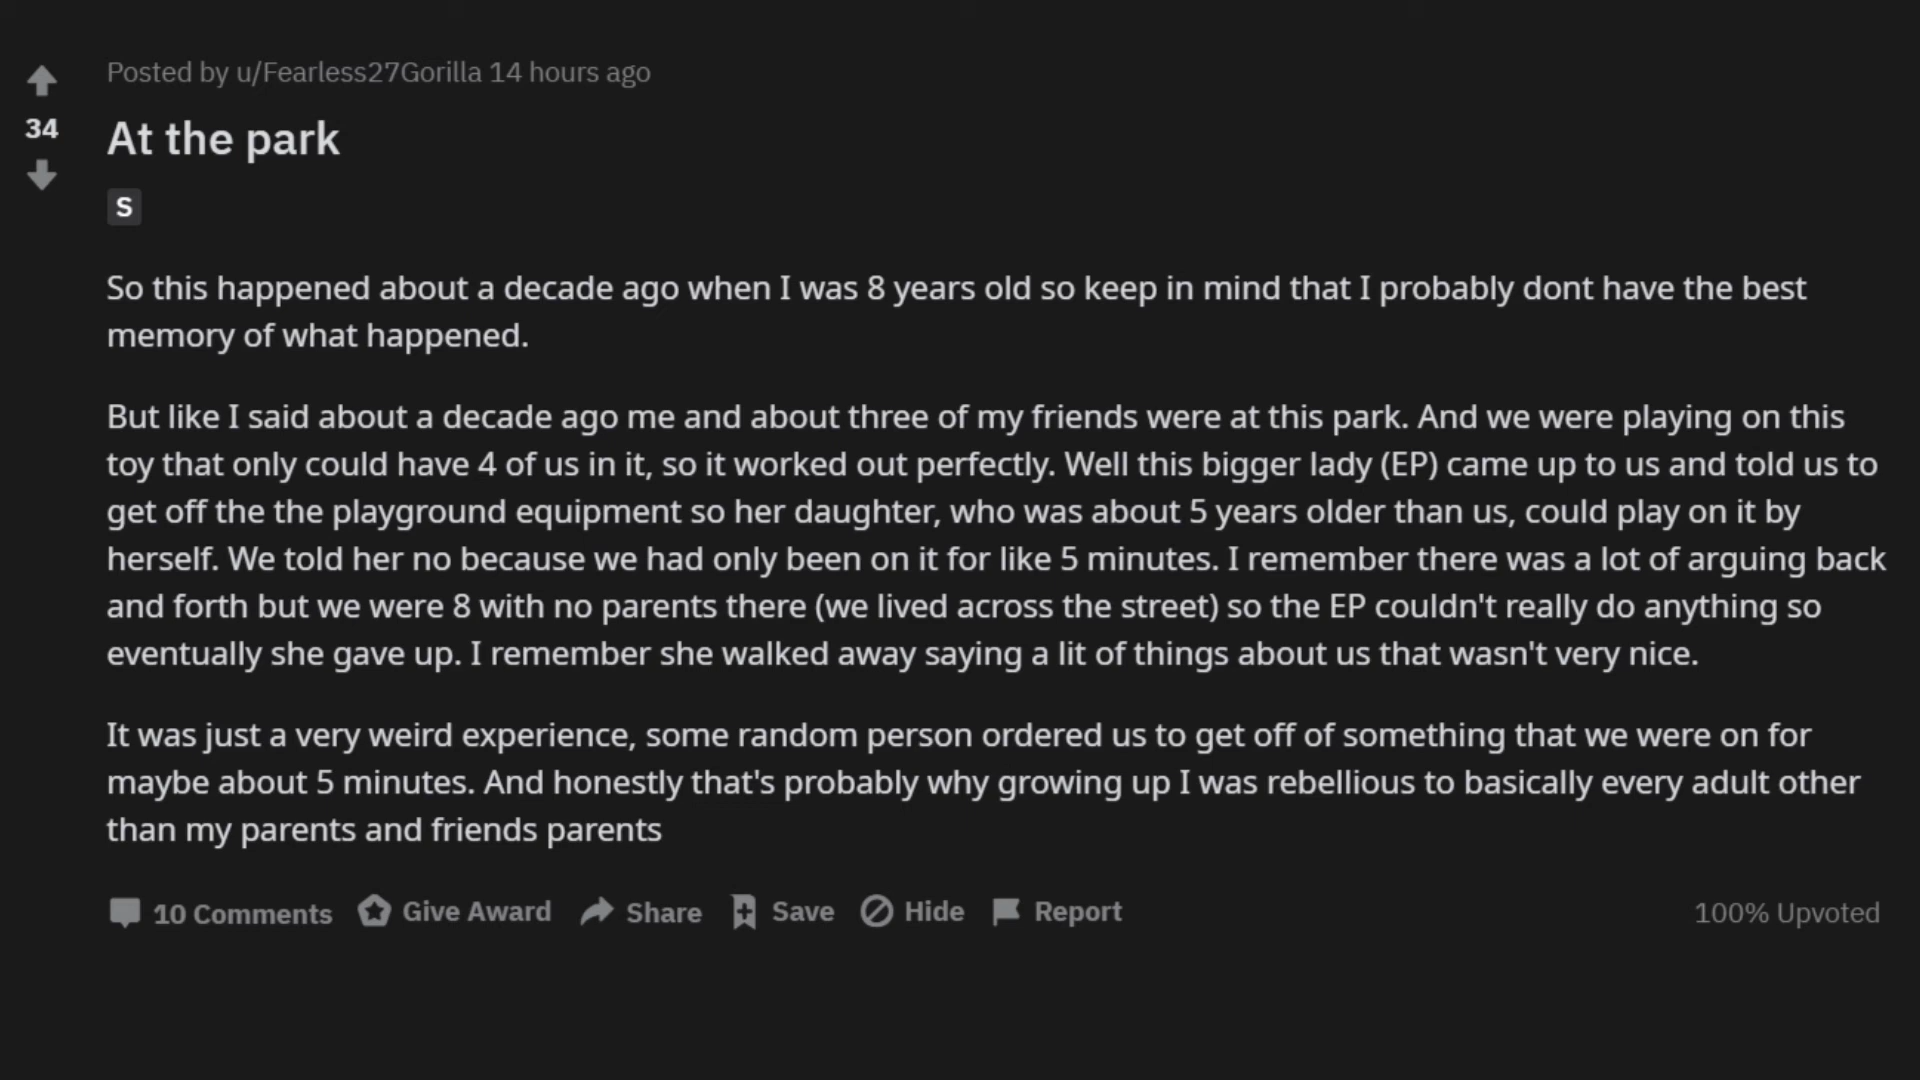 Posted by u/Fearless27Gorilla 14 hours ago
34
At the park
S
So this happened about a decade ago when I was 8 years old so keep in mind that I probably dont have the best
memory of what happened.
But like I said about a decade ago me and about three of my friends were at this park. And we were playing on this
toy that only could have 4 of us in it, so it worked out perfectly. Well this bigger lady (EP) came up to us and told us to
get off the the playground equipment so her daughter, who was about 5 years older than us, could play on it by
herself. We told her no because we had only been on it for like 5 minutes. I remember there was a lot of arguing back
and forth but we were 8 with no parents there (we lived across the street) so the EP couldn't really do anything so
eventually she gave up. I remember she walked away saying a lit of things about us that wasn't very nice.
It was just a very weird experience, some random person ordered us to get off of something that we were on for
maybe about 5 minutes. And honestly that's probably why growing up I was rebellious to basically every adult other
than my parents and friends parents
10 Comments Give Award Share Save Hide Report 100% Upvoted